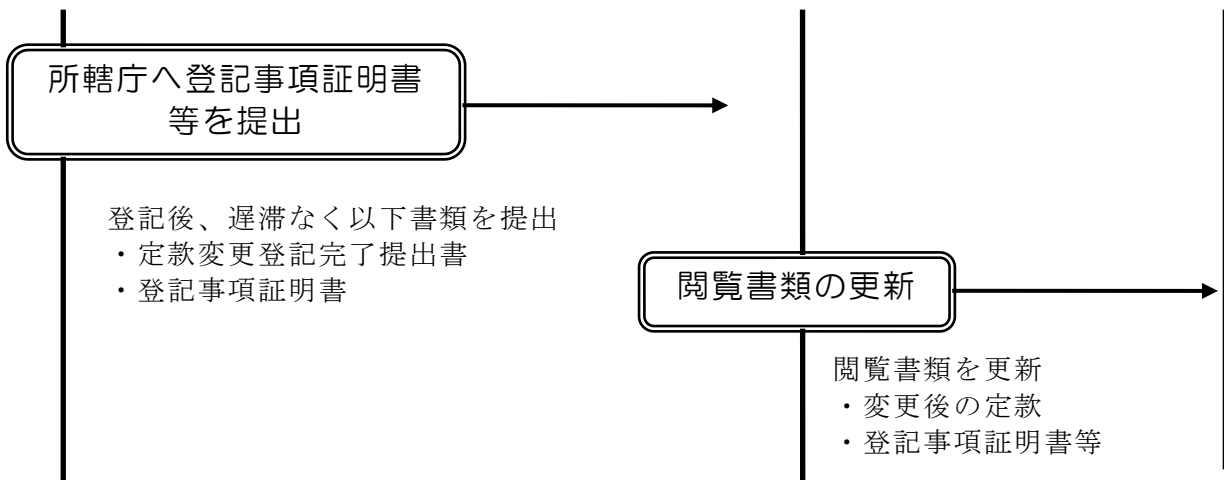 所轄庁へ登記事項証明書
等を提出
登記後、遅滞なく以下書類を提出
・定款変更登記完了提出書
・登記事項証明書
閲覧書類の更新
閲覧書類を更新
・変更後の定款
・登記事項証明書等